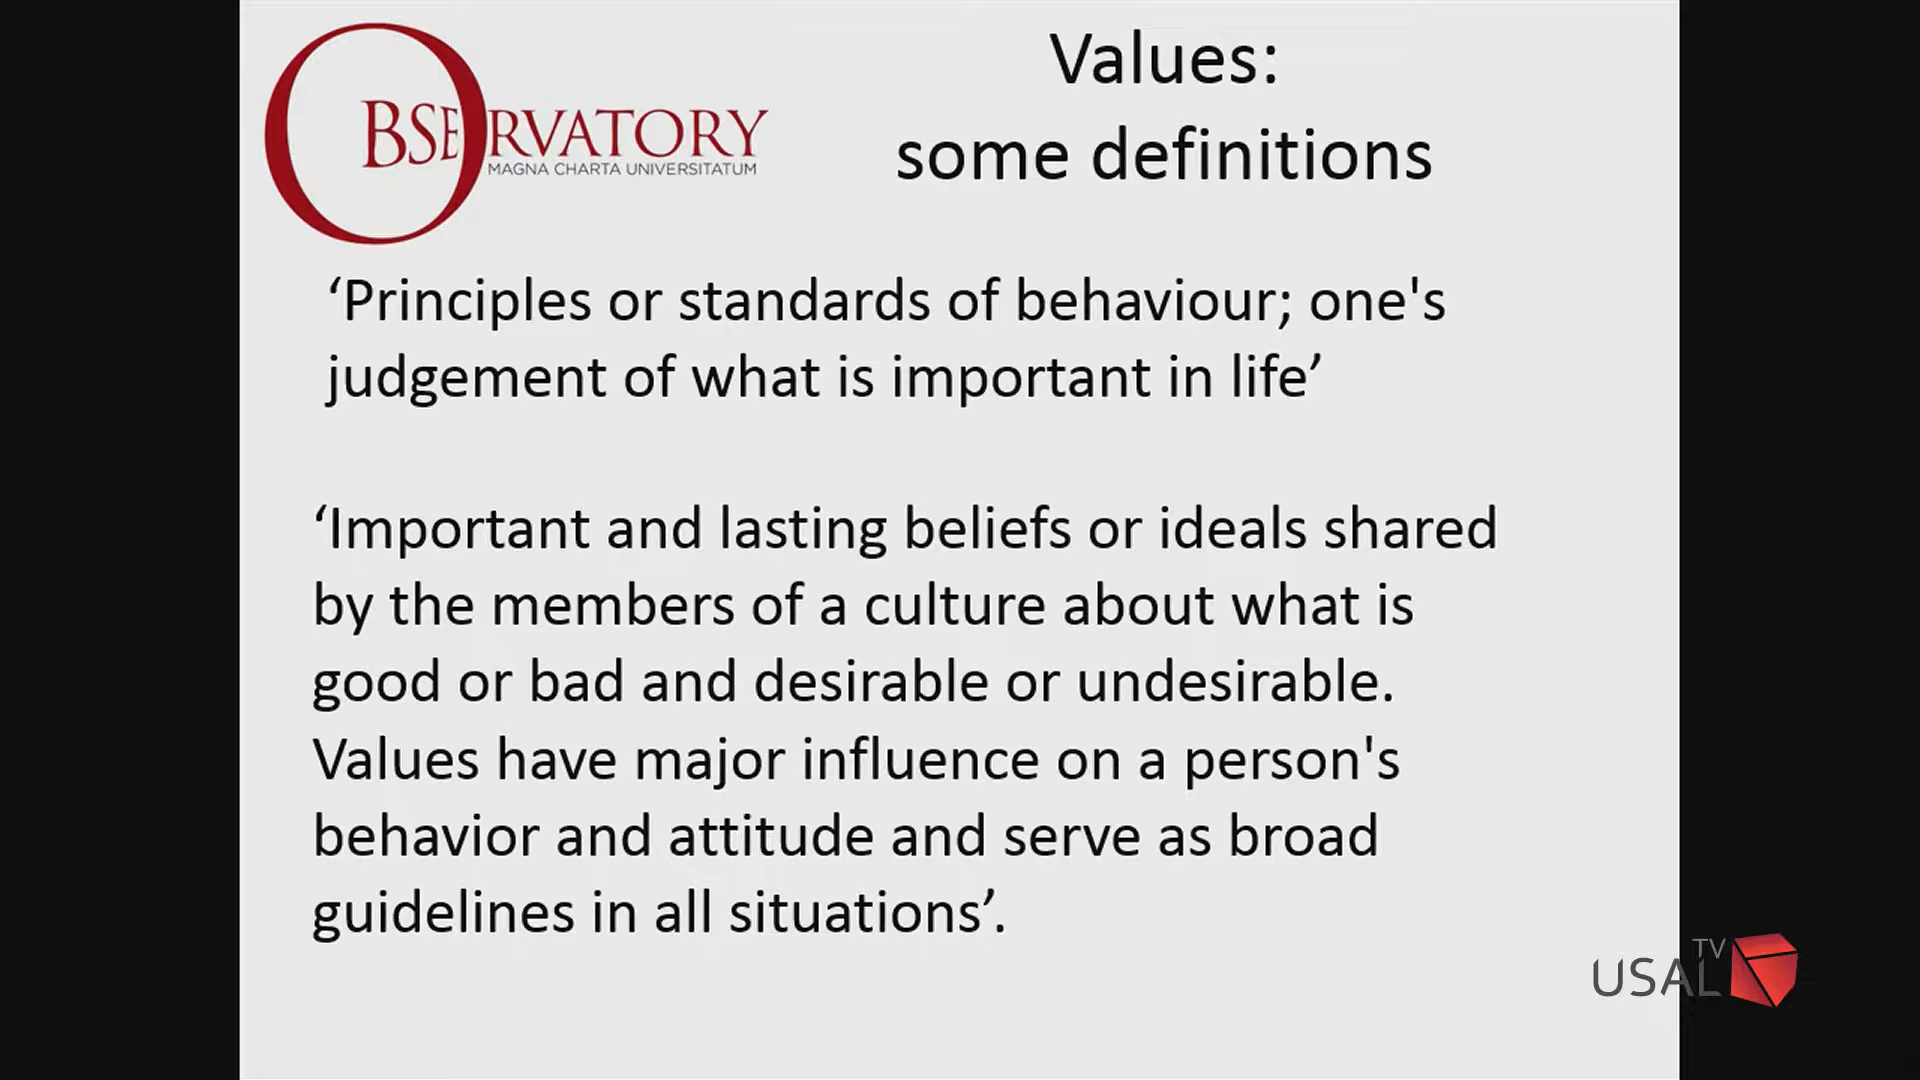 OBSERVATORY
MAGNA CHARTA UNIVERSITATUM
Values:
some definitions
‘Principles or standards of behaviour; one's
judgement of what is important in life’
‘Important and lasting beliefs or ideals shared
by the members of a culture about what is
good or bad and desirable or undesirable.
Values have major influence on a person's
behavior and attitude and serve as broad
guidelines in all situations’.
USAL TV